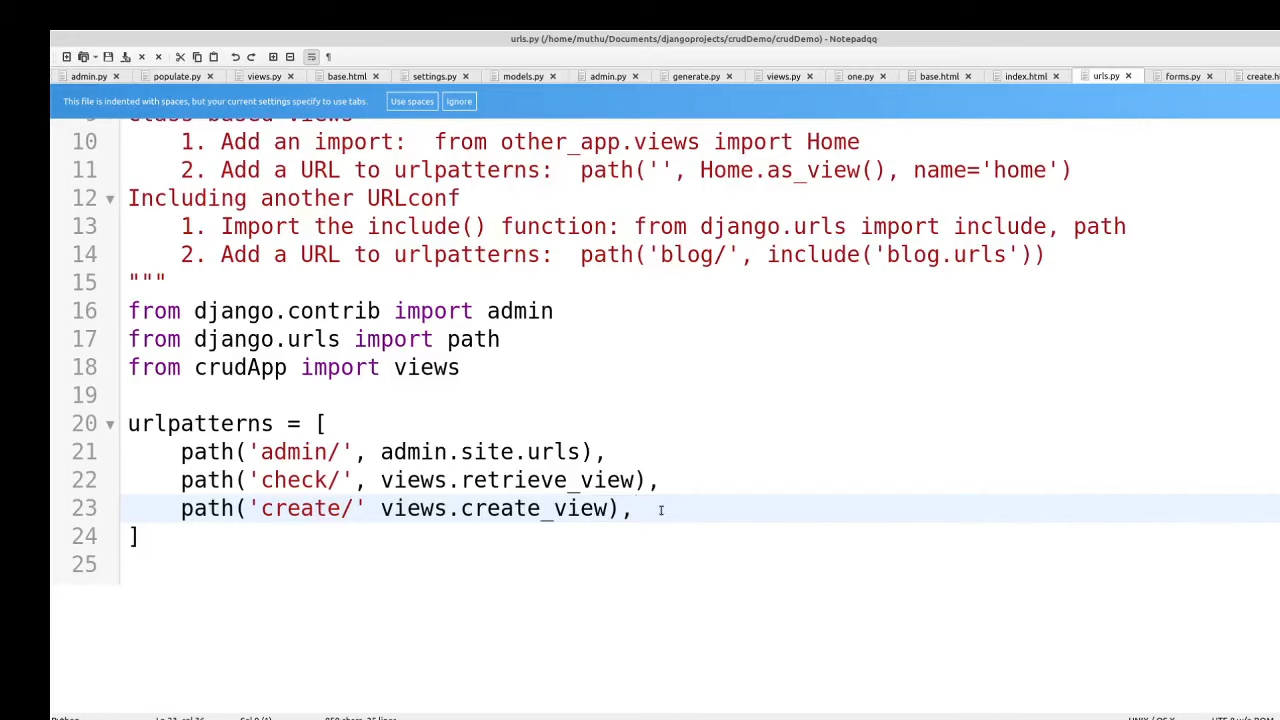 urls.py (/home/muthu/Documents/djangoprojects/crudDemo/crudDemo) - Notepadqq
admin.py populate.py views.py base.html settings.py models.py admin.py generate.py views.py one.py base.html index.html urls.py forms.py
This file is indented with spaces, but your current settings specify to use tabs. Use spaces Ignore
10 1. Add an import:  from other_app.views import Home
11 2. Add a URL to urlpatterns:  path('', Home.as_view(), name='home')
12 Including another URLconf
13 1. Import the include() function: from django.urls import include, path
14 2. Add a URL to urlpatterns:  path('blog/', include('blog.urls'))
15 """
16 from django.contrib import admin
17 from django.urls import path
18 from crudApp import views
19
20 urlpatterns = [
21 path('admin/', admin.site.urls),
22 path('check/', views.retrieve_view),
23 path('create/' views.create_view),
24 ]
25